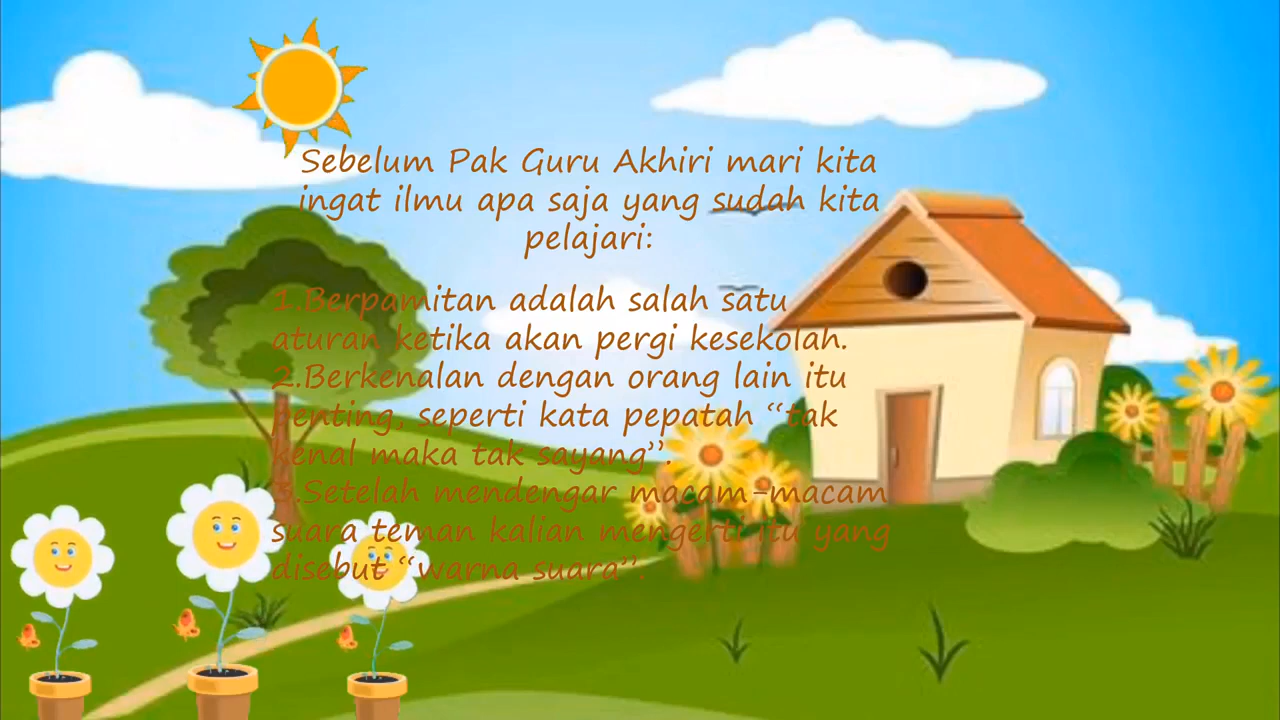 Sebelum Pak Guru Akhiri mari kita
ingat ilmu apa saja yang sudah kita
pelajari:
1.Berpamitan adalah salah satu
aturan ketika akan pergi kesekolah.
2.Berkenalan dengan orang lain itu
penting, seperti kata pepatah “tak
kenal maka tak sayang”.
3.Setelah mendengar macam-macam
suara teman kalian mengerti itu yang
disebut “warna suara”.